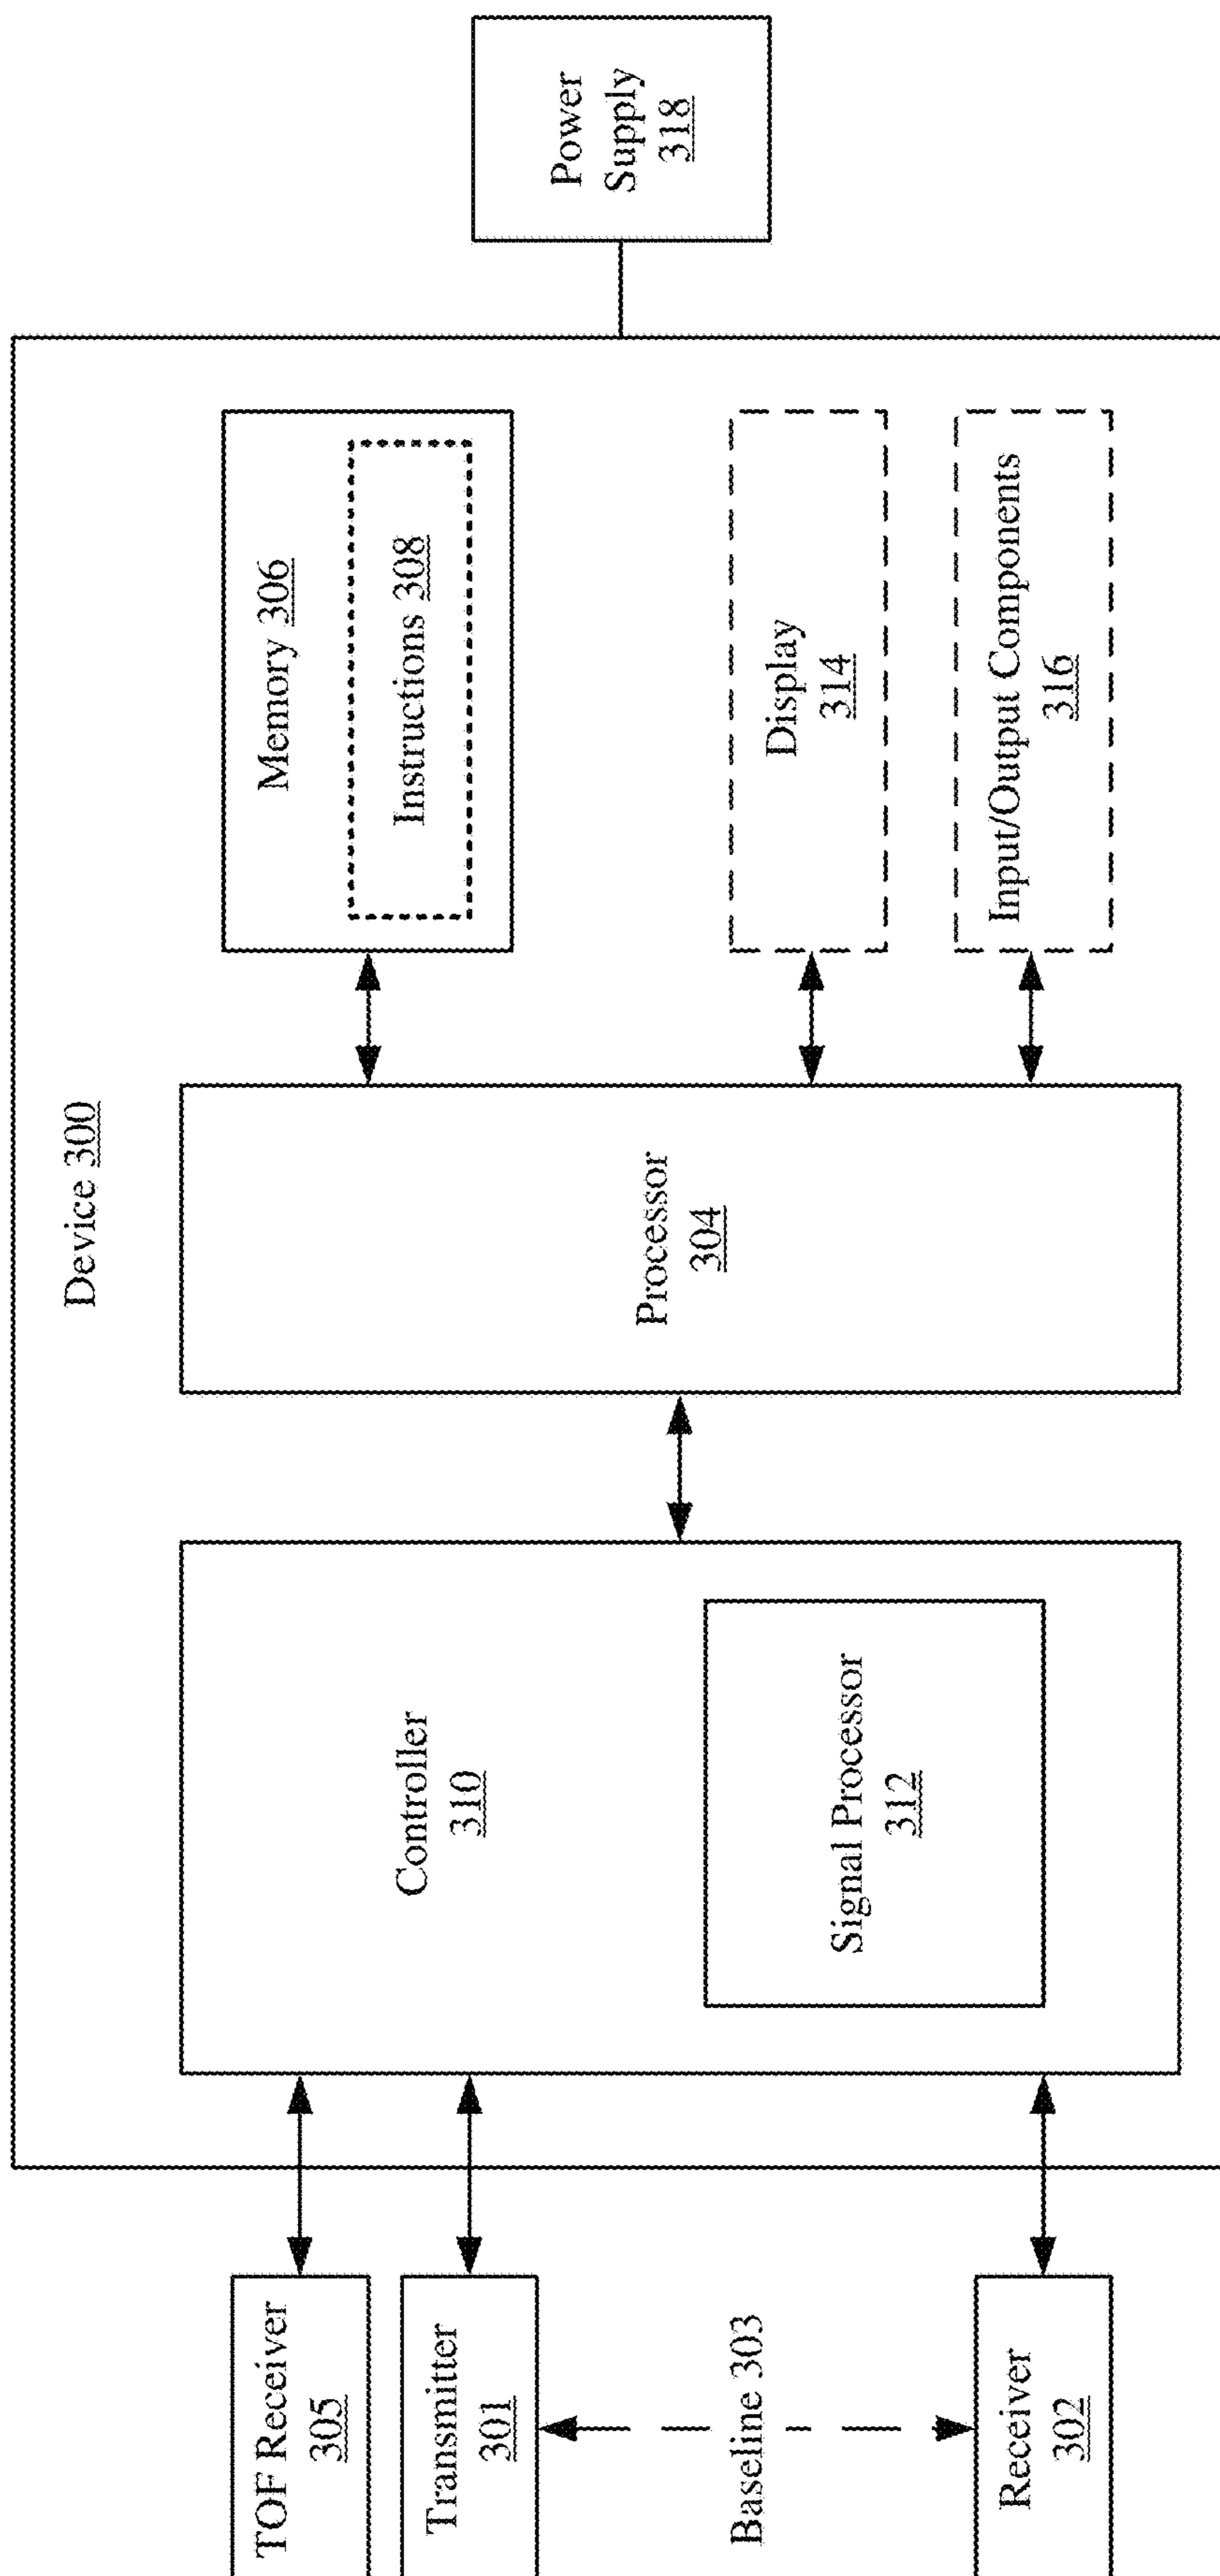 Device 300
TOF Receiver
305
Transmitter
301
Baseline 303
Receiver
302
Controller
310
Signal Processor
312
Processor
304
Memory 306
Instructions 308
Display
314
Input/Output Components
316
Power
Supply
318